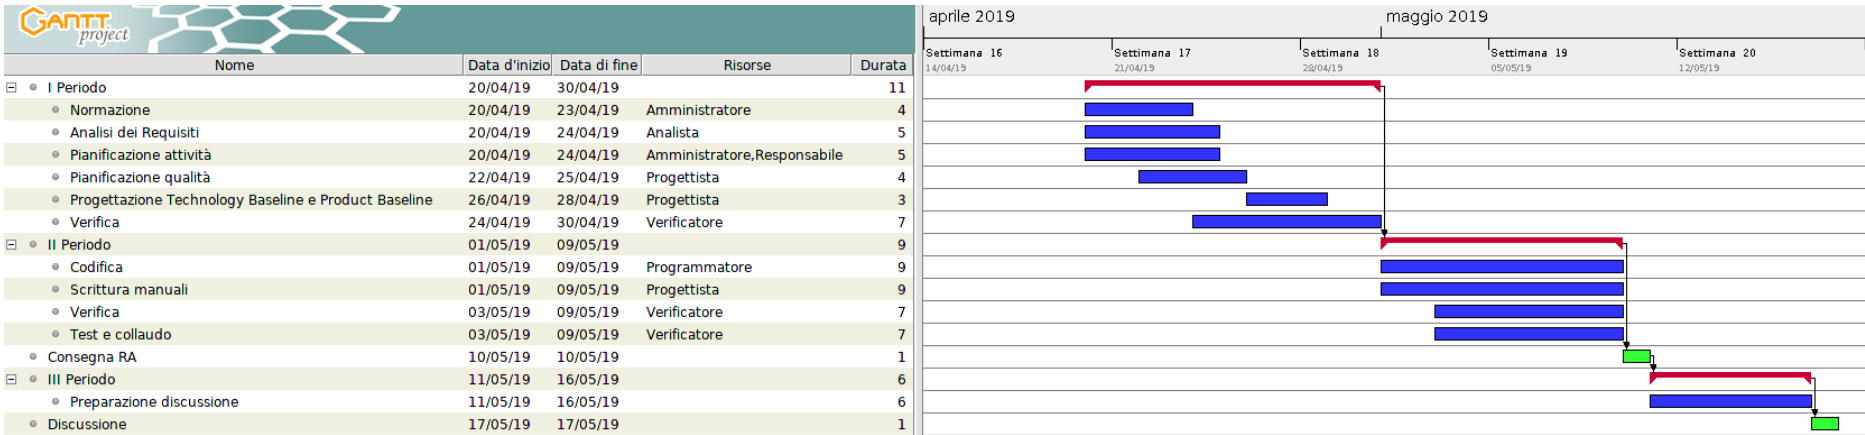 GANTT project
aprile 2019 maggio 2019
Settimana 16 Settimana 17 Settimana 18 Settimana 19 Settimana 20
14/04/19 21/04/19 28/04/19 05/05/19 12/05/19
Nome Data d'inizio Data di fine Risorse Durata
I Periodo 20/04/19 30/04/19 11
Normazione 20/04/19 23/04/19 Amministratore 4
Analisi dei Requisiti 20/04/19 24/04/19 Analista 5
Pianificazione attività 20/04/19 24/04/19 Amministratore,Responsabile 5
Pianificazione qualità 22/04/19 25/04/19 Progettista 4
Progettazione Technology Baseline e Product Baseline 26/04/19 28/04/19 Progettista 3
Verifica 24/04/19 30/04/19 Verificatore 7
II Periodo 01/05/19 09/05/19 9
Codifica 01/05/19 09/05/19 Programmatore 9
Scrittura manuali 01/05/19 09/05/19 Progettista 9
Verifica 03/05/19 09/05/19 Verificatore 7
Test e collaudo 03/05/19 09/05/19 Verificatore 7
Consegna RA 10/05/19 10/05/19 1
III Periodo 11/05/19 16/05/19 6
Preparazione discussione 11/05/19 16/05/19 6
Discussione 17/05/19 17/05/19 1